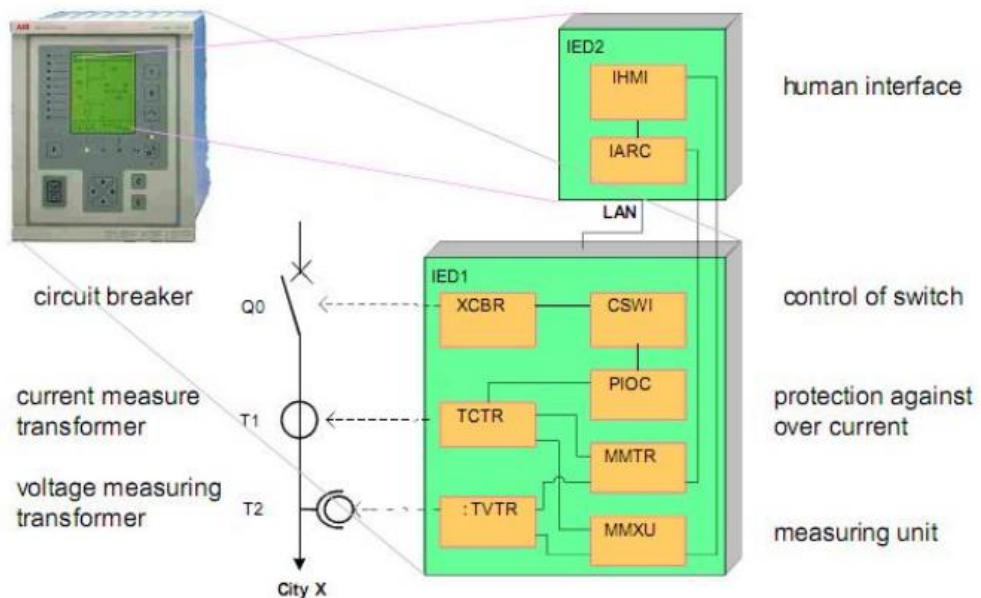 ABB
IED2
IHMI
IARC
human interface
LAN
IED1
circuit breaker
Q0
XCBR
CSWI
control of switch
PIOC
current measure
transformer
T1
TCTR
protection against
over current
MMTR
voltage measuring
transformer
T2
:TVTR
MMXU
measuring unit
City X